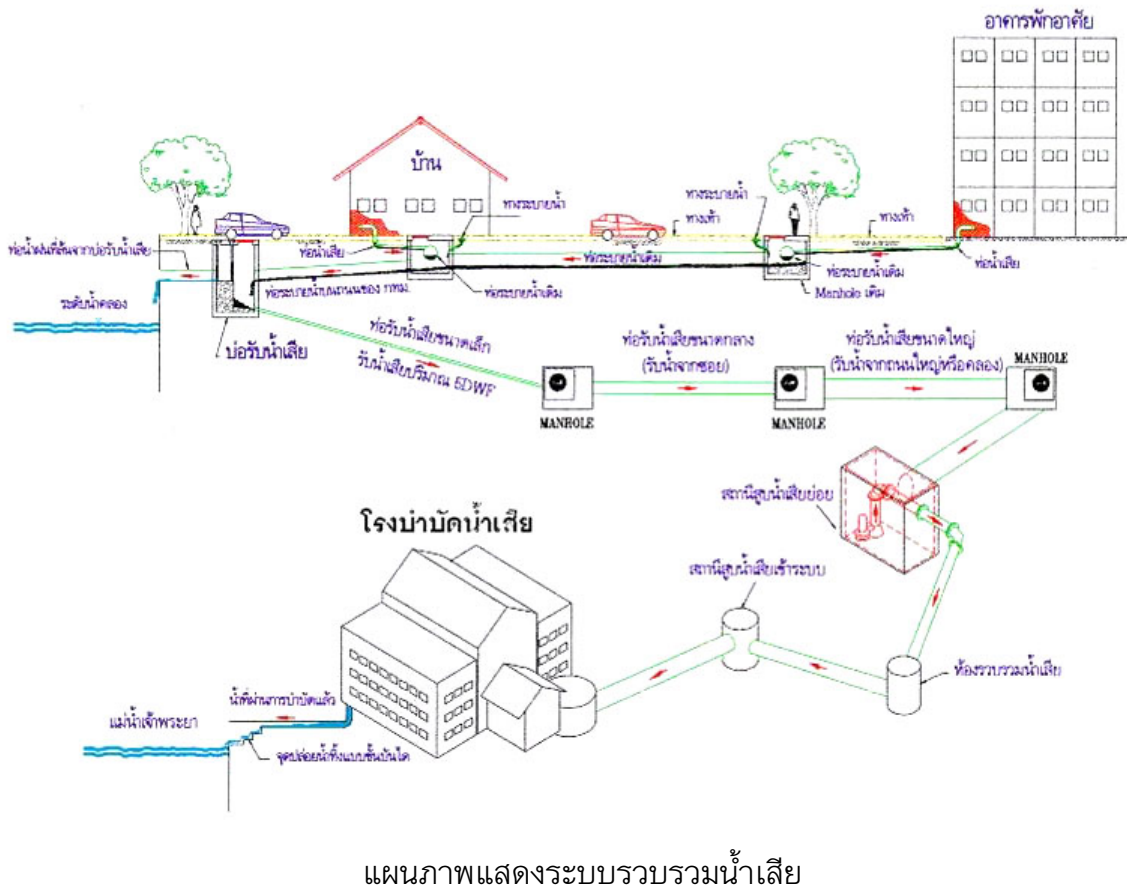 อาคารพักอาศัย
บ้าน
ทางระบายน้ำ
ทางเท้า
ทางระบายน้ำ
ทางเท้า
ท่อน้ำฝนที่ล้นจากบ่อรับน้ำเสีย
ท่อน้ำเสีย
ท่อระบายน้ำเดิม
ท่อระบายน้ำเดิม
ท่อน้ำเสีย
ระดับน้ำคลอง
ท่อระบายน้ำบนถนนของ กทม.
ท่อระบายน้ำเดิม
Manhole เดิม
บ่อรับน้ำเสีย
ท่อรับน้ำเสียขนาดเล็ก
รับน้ำเสียปริมาณ 5DWF
ท่อรับน้ำเสียขนาดกลาง
(รับน้ำจากซอย)
ท่อรับน้ำเสียขนาดใหญ่
(รับน้ำจากถนนใหญ่หรือคลอง)
MANHOLE
MANHOLE
MANHOLE
สถานีสูบน้ำเสียย่อย
โรงบำบัดน้ำเสีย
สถานีสูบน้ำเสียเข้าระบบ
ห้องรวบรวมน้ำเสีย
น้ำที่ผ่านการบำบัดแล้ว
แม่น้ำเจ้าพระยา
จุดปล่อยน้ำทิ้งแบบขั้นบันได
แผนภาพแสดงระบบรวบรวมน้ำเสีย